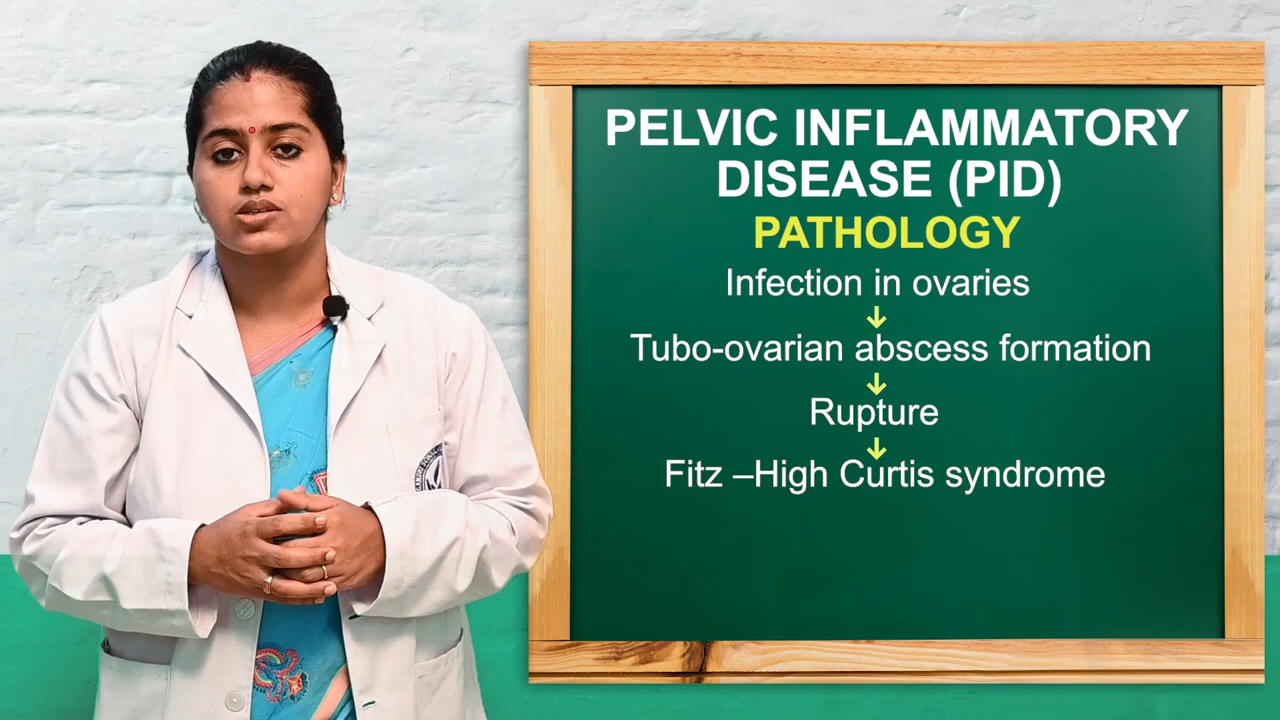 PELVIC INFLAMMATORY
DISEASE (PID)
PATHOLOGY
Infection in ovaries
↓
Tubo-ovarian abscess formation
↓
Rupture
↓
Fitz –High Curtis syndrome